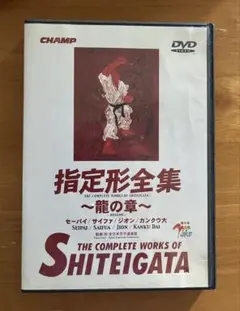 CHAMP
DVD
VIDEO
指定形全集
THE COMPLETE WORKS OF SHITEIGATA
〜龍の章〜
セーパイ/サイファ/ジオン/カンクウ大
SEIPAI/SAIFUA/JION/KANKU DAI
THE COMPLETE WORKS OF
SHITEIGATA